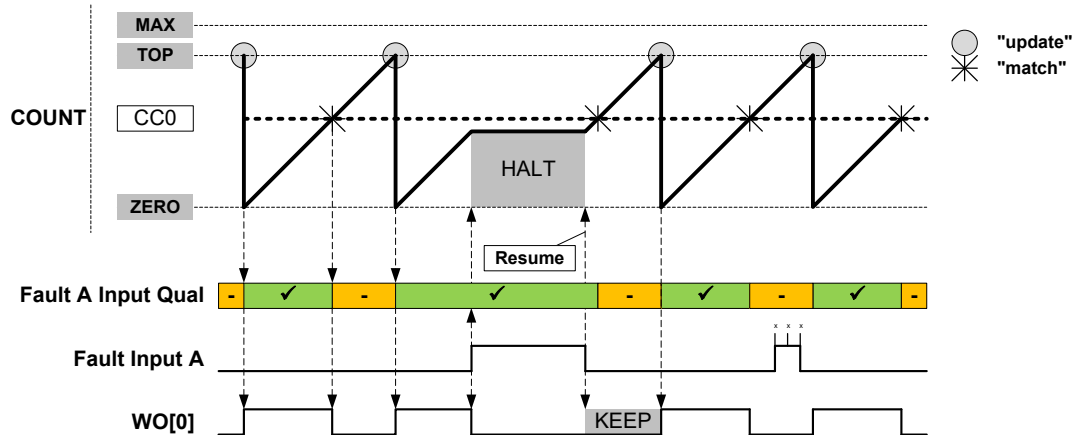 MAX
TOP
"update"
"match"
COUNT
CC0
HALT
ZERO
Resume
Fault A Input Qual
- ✓ - ✓ - ✓ - ✓ -
x x x
Fault Input A
WO[0]
KEEP